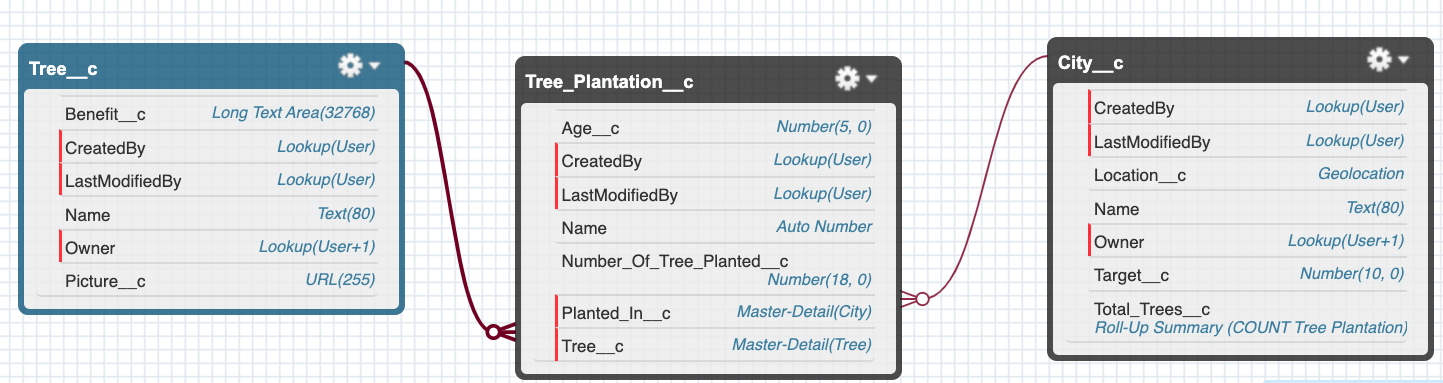 Tree__c
Benefit__c Long Text Area(32768)
CreatedBy Lookup(User)
LastModifiedBy Lookup(User)
Name Text(80)
Owner Lookup(User+1)
Picture__c URL(255)
Tree_Plantation__c
Age__c Number(5, 0)
CreatedBy Lookup(User)
LastModifiedBy Lookup(User)
Name Auto Number
Number_Of_Tree_Planted__c
Number(18, 0)
Planted_In__c Master-Detail(City)
Tree__c Master-Detail(Tree)
City__c
CreatedBy Lookup(User)
LastModifiedBy Lookup(User)
Location__c Geolocation
Name Text(80)
Owner Lookup(User+1)
Target__c Number(10, 0)
Total_Trees__c
Roll-Up Summary (COUNT Tree Plantation)